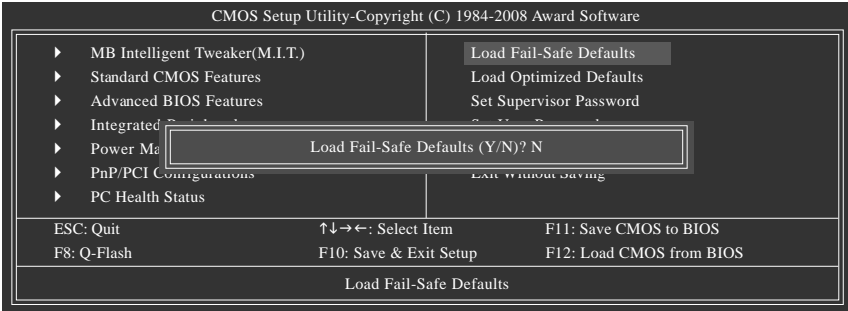 CMOS Setup Utility-Copyright (C) 1984-2008 Award Software
MB Intelligent Tweaker(M.I.T.)
Standard CMOS Features
Advanced BIOS Features
Integrated
Power Ma
PnP/PCI Configurations
PC Health Status
Load Fail-Safe Defaults
Load Optimized Defaults
Set Supervisor Password
Exit Without Saving
Load Fail-Safe Defaults (Y/N)? N
ESC: Quit
↑↓→←: Select Item
F11: Save CMOS to BIOS
F8: Q-Flash
F10: Save & Exit Setup
F12: Load CMOS from BIOS
Load Fail-Safe Defaults